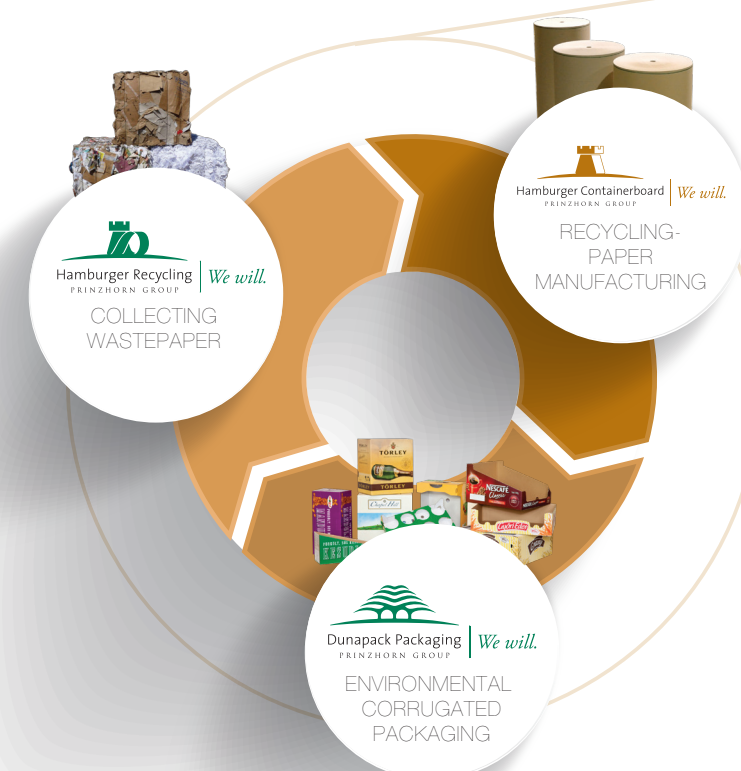 Hamburger Containerboard
PRINZHORN GROUP
We will.
RECYCLING-
PAPER
MANUFACTURING
Hamburger Recycling
PRINZHORN GROUP
We will.
COLLECTING
WASTEPAPER
TÖRLEY
TÖRLEY
NESCAFÉ
Classic
Dunapack Packaging
PRINZHORN GROUP
We will.
ENVIRONMENTAL
CORRUGATED
PACKAGING